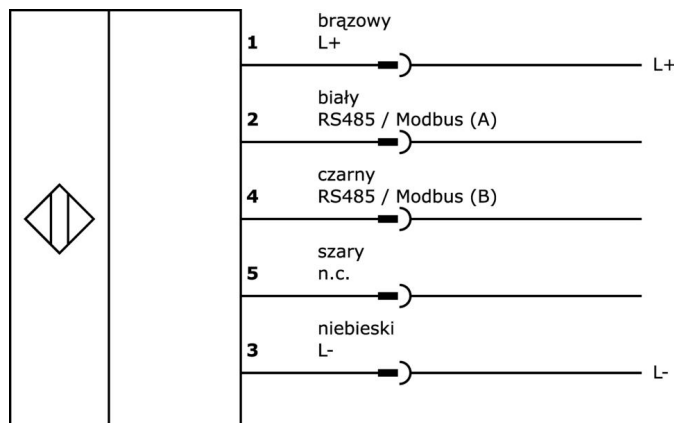 brązowy
1 L+ L+
biały
2 RS485 / Modbus (A)
czarny
4 RS485 / Modbus (B)
szary
5 n.c.
niebieski
3 L- L-